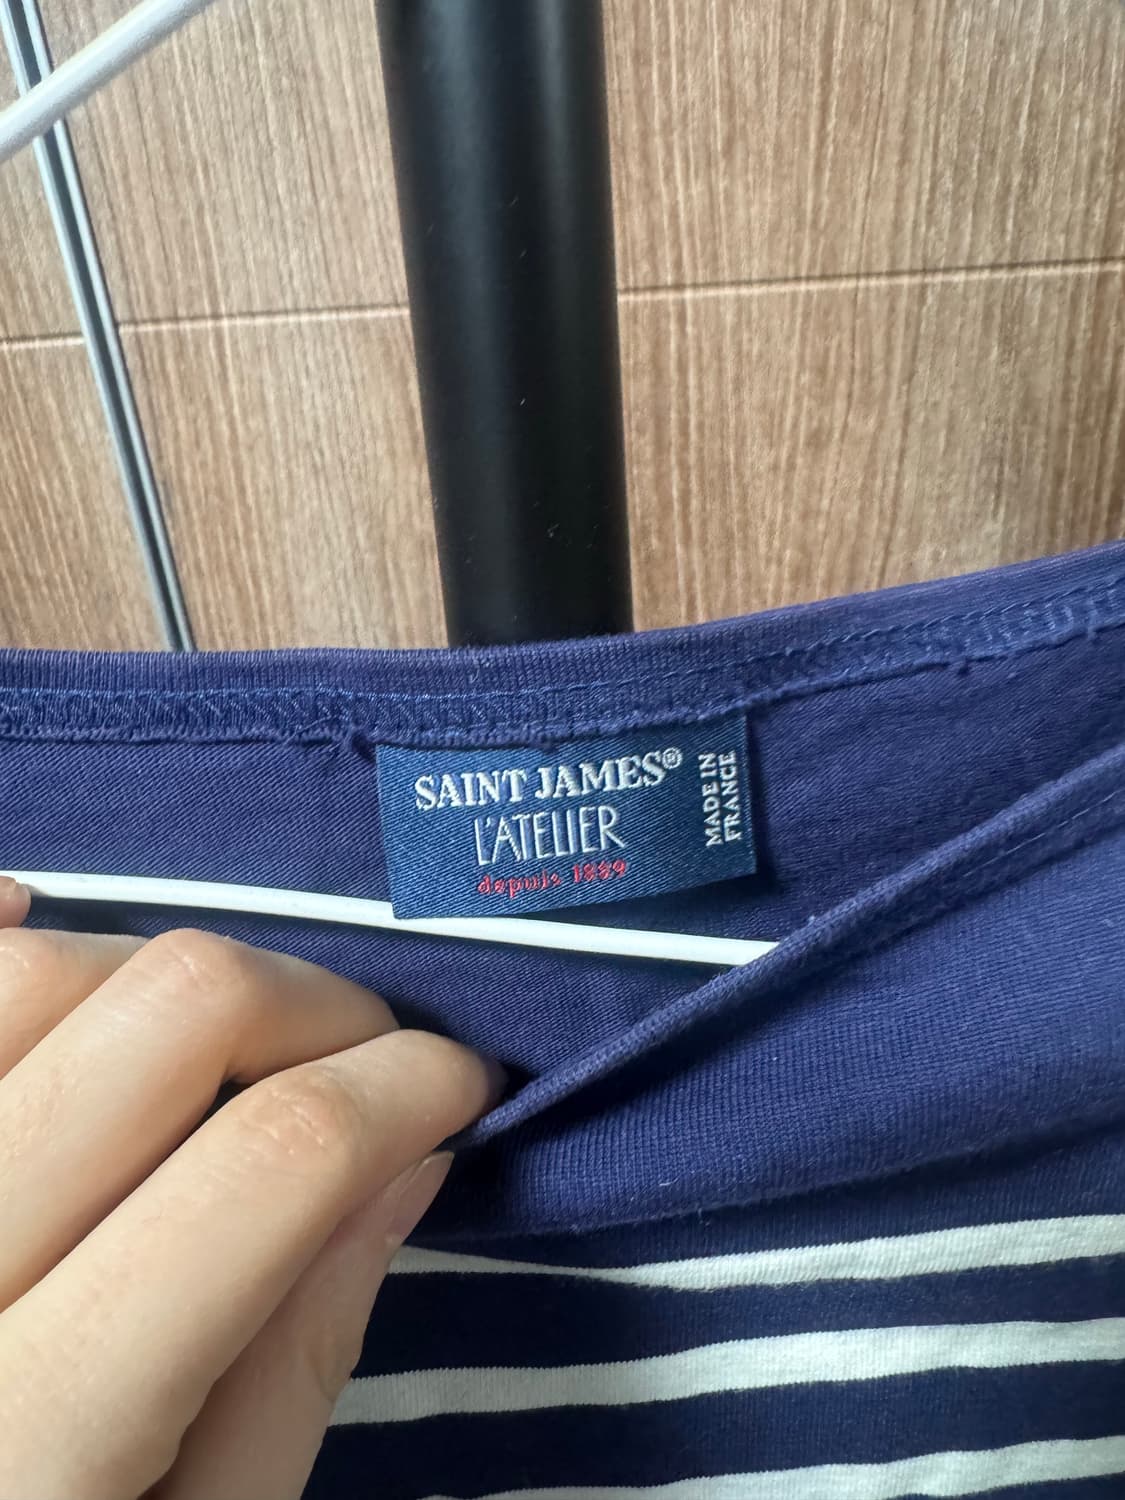 SAINT JAMES®
L'ATELIER
depuis 1889
MADE IN
FRANCE